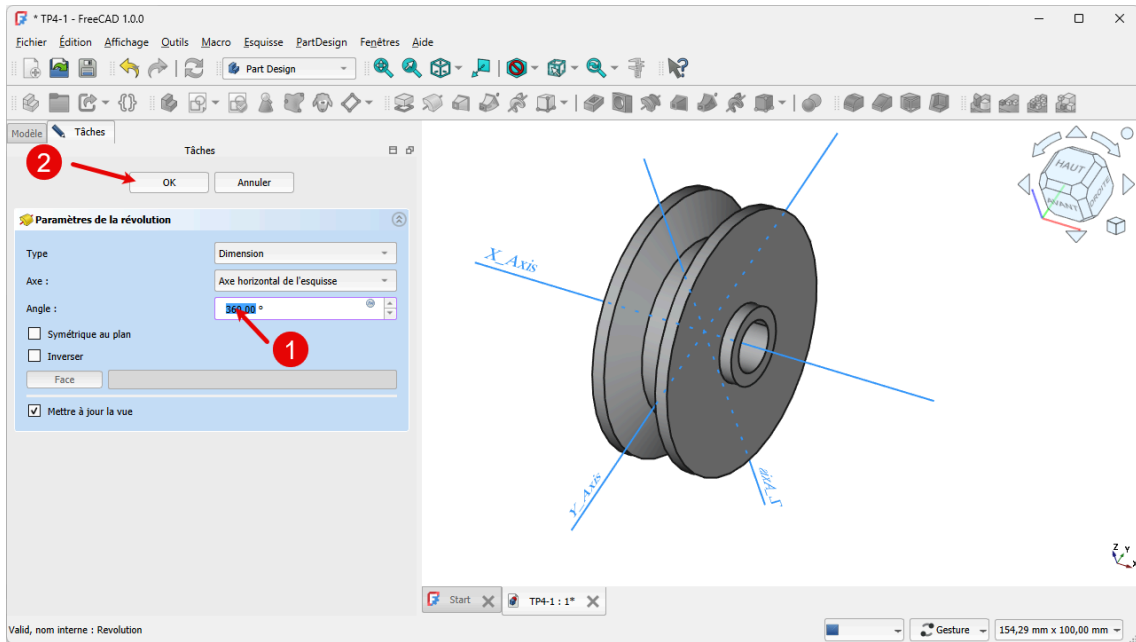 * TP4-1 - FreeCAD 1.0.0
Fichier Édition Affichage Outils Macro Esquisse PartDesign Fenêtres Aide
Part Design
Modèle Tâches
Tâches
2
OK Annuler
Paramètres de la révolution
Type Dimension
Axe : Axe horizontal de l'esquisse
Angle : 360,00 °
1
Symétrique au plan
Inverser
Face
Mettre à jour la vue
HAUT
AVANT
DROITE
X_Axis
Y_Axis
Z_Axis
Z Y
X
Start TP4-1 : 1*
Valid, nom interne : Revolution
Gesture 154,29 mm x 100,00 mm